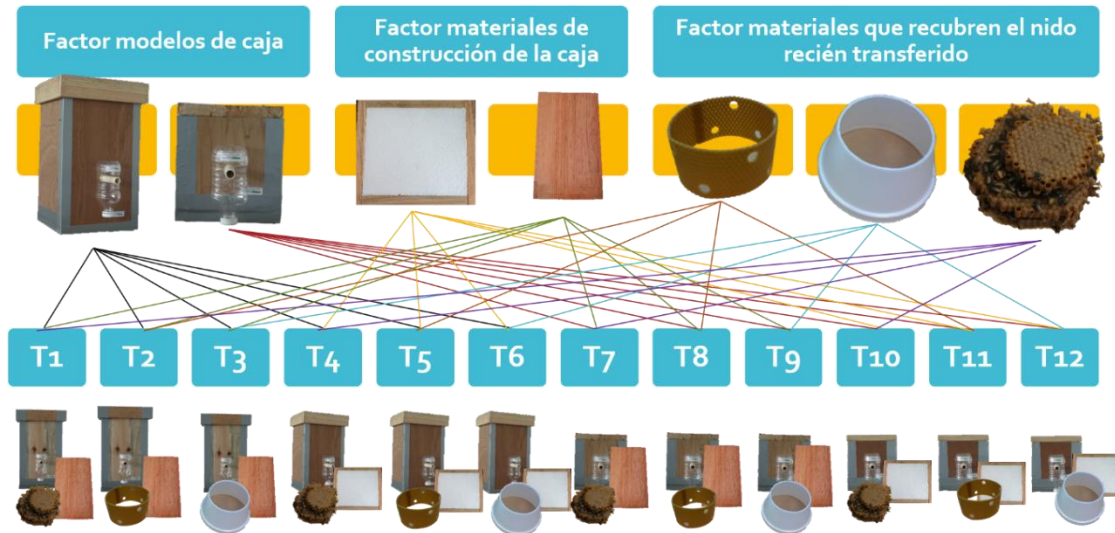 Factor modelos de caja
Factor materiales de
construcción de la caja
Factor materiales que recubren el nido
recién transferido
T1
T2
T3
T4
T5
T6
T7
T8
T9
T10
T11
T12